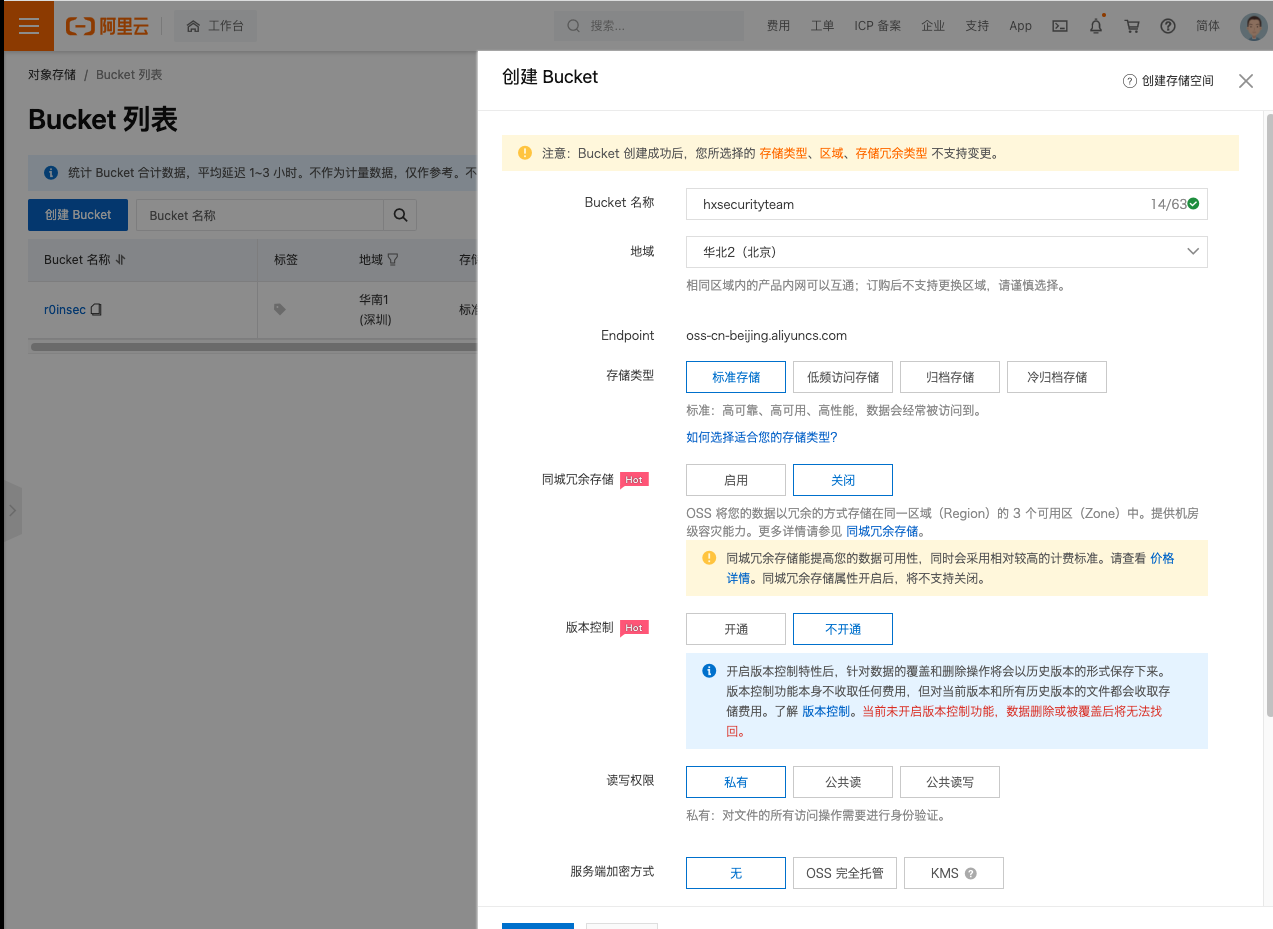 阿里云
工作台
搜索...
费用
工单
ICP 备案
企业
支持
App
简体
对象存储 / Bucket 列表
Bucket 列表
统计 Bucket 合计数据，平均延迟 1~3 小时。不作为计量数据，仅作参考。不
创建 Bucket
Bucket 名称
Bucket 名称
标签
地域
存储
r0insec
华南1
(深圳)
标准
创建 Bucket
创建存储空间
注意：Bucket 创建成功后，您所选择的 存储类型、区域、存储冗余类型 不支持变更。
Bucket 名称
hxsecurityteam
14/63
地域
华北2（北京）
相同区域内的产品内网可以互通；订购后不支持更换区域，请谨慎选择。
Endpoint
oss-cn-beijing.aliyuncs.com
存储类型
标准存储
低频访问存储
归档存储
冷归档存储
标准：高可靠、高可用、高性能，数据会经常被访问到。
如何选择适合您的存储类型?
同城冗余存储 Hot
启用
关闭
OSS 将您的数据以冗余的方式存储在同一区域（Region）的 3 个可用区（Zone）中。提供机房
级容灾能力。更多详情请参见 同城冗余存储。
同城冗余存储能提高您的数据可用性，同时会采用相对较高的计费标准。请查看 价格
详情。同城冗余存储属性开启后，将不支持关闭。
版本控制 Hot
开通
不开通
开启版本控制特性后，针对数据的覆盖和删除操作将会以历史版本的形式保存下来。
版本控制功能本身不收取任何费用，但对当前版本和所有历史版本的文件都会收取存
储费用。了解 版本控制。当前未开启版本控制功能，数据删除或被覆盖后将无法找
回。
读写权限
私有
公共读
公共读写
私有：对文件的所有访问操作需要进行身份验证。
服务端加密方式
无
OSS 完全托管
KMS